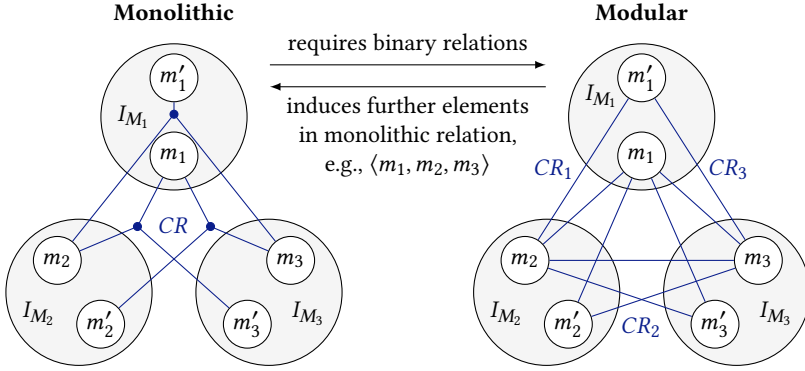 Monolithic
Modular
requires binary relations
induces further elements
in monolithic relation,
e.g., ⟨m₁, m₂, m₃⟩
m′₁
I_M₁
m₁
CR
m₂
I_M₂
m′₂
m₃
I_M₃
m′₃
m′₁
I_M₁
m₁
CR₁
CR₃
m₂
I_M₂
m′₂
CR₂
m₃
m′₃
I_M₃